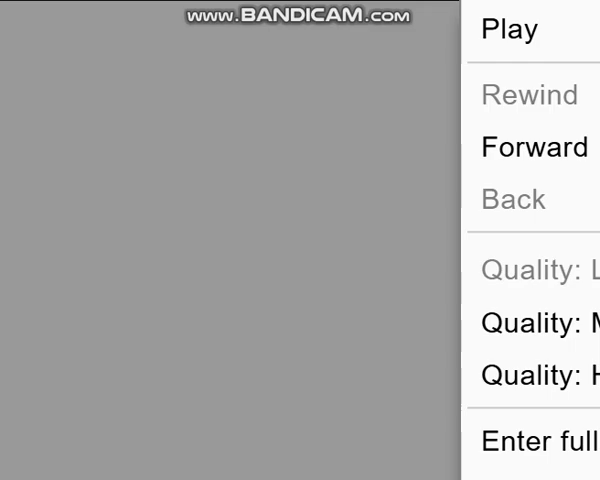 www.BANDICAM.com
Play
Rewind
Forward
Back
Quality: L
Quality: M
Quality: H
Enter full